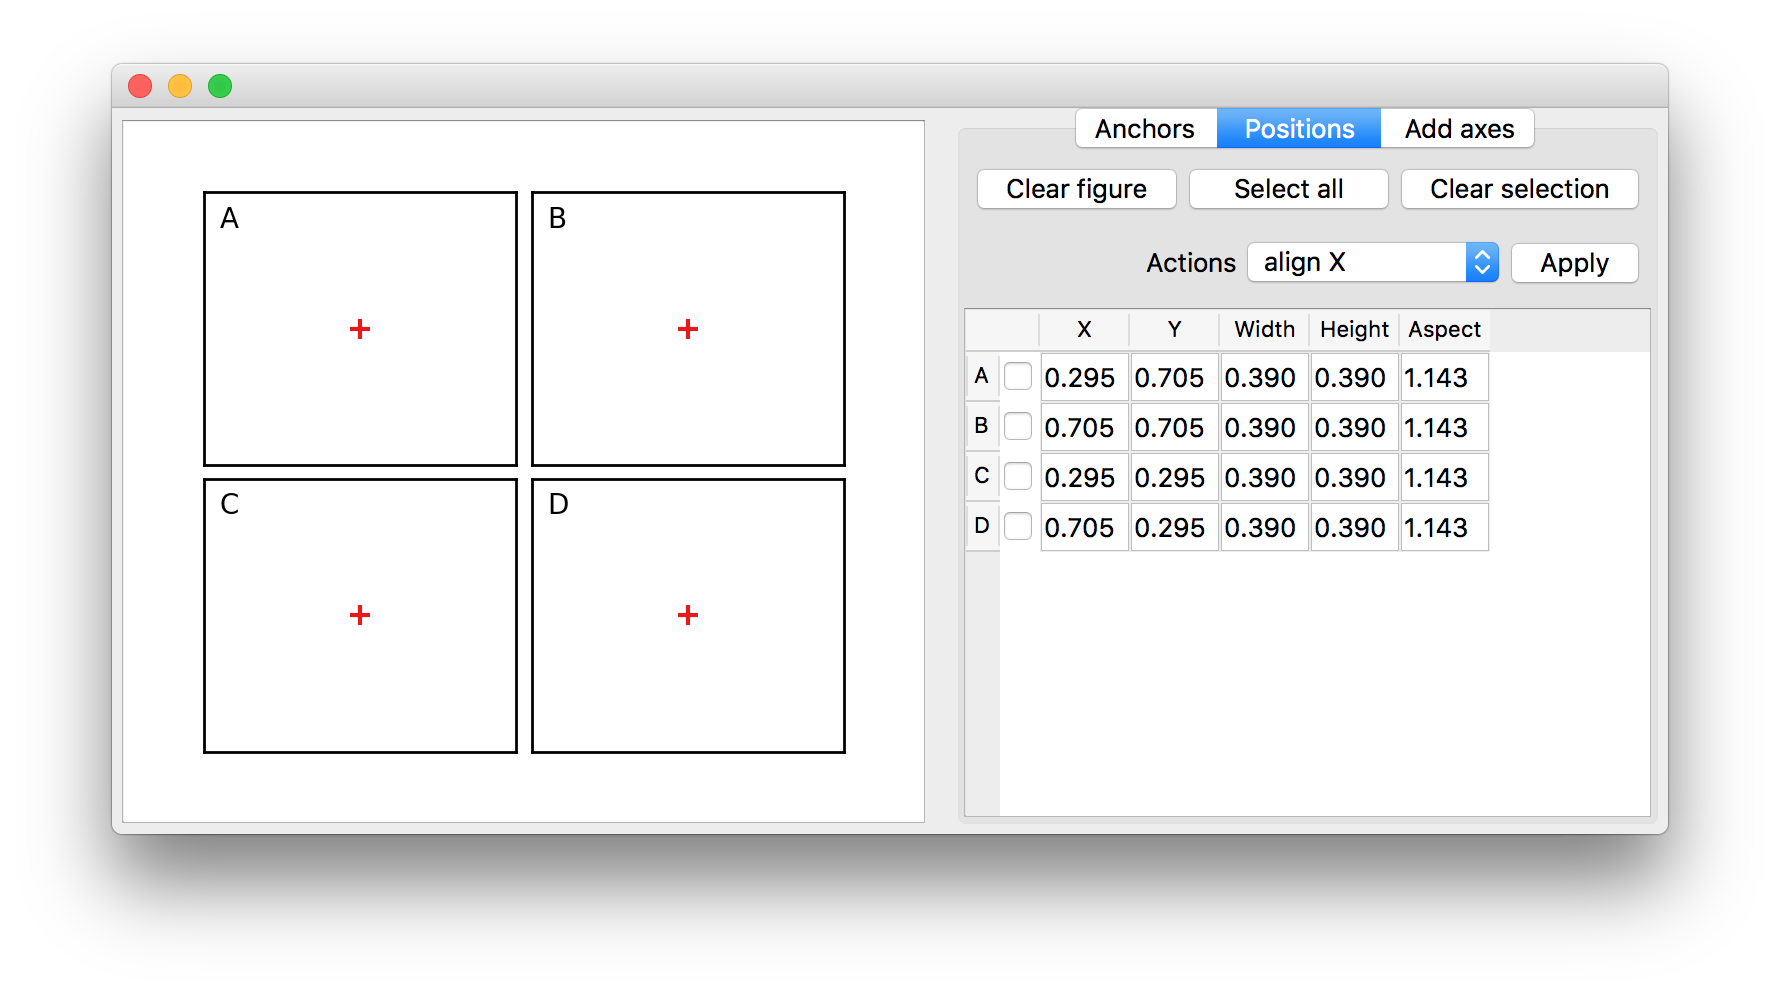 Anchors Positions Add axes
Clear figure Select all Clear selection
Actions align X Apply
A B
C D
X Y Width Height Aspect
A 0.295 0.705 0.390 0.390 1.143
B 0.705 0.705 0.390 0.390 1.143
C 0.295 0.295 0.390 0.390 1.143
D 0.705 0.295 0.390 0.390 1.143